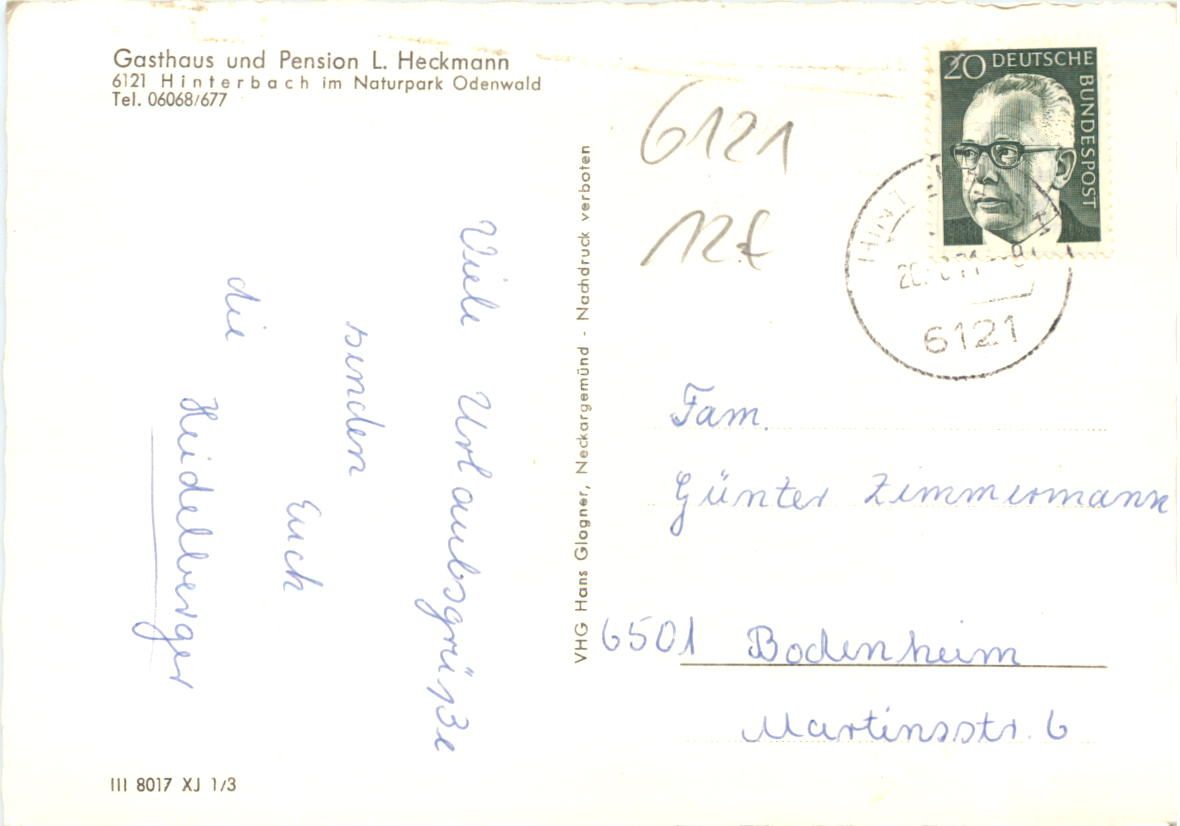 Gasthaus und Pension L. Heckmann
6121 Hinterbach im Naturpark Odenwald
Tel. 06068/677
Viele Urlaubsgrüße
senden
Euch
die
Heidelberger
III 8017 XJ 1/3
VHG Hans Glogner, Neckargemünd - Nachdruck verboten
6121
12€
20 DEUTSCHE
BUNDESPOST
6121
Fam.
Günter Zimmermann
6501 Bodenheim
Martinsstr. 6